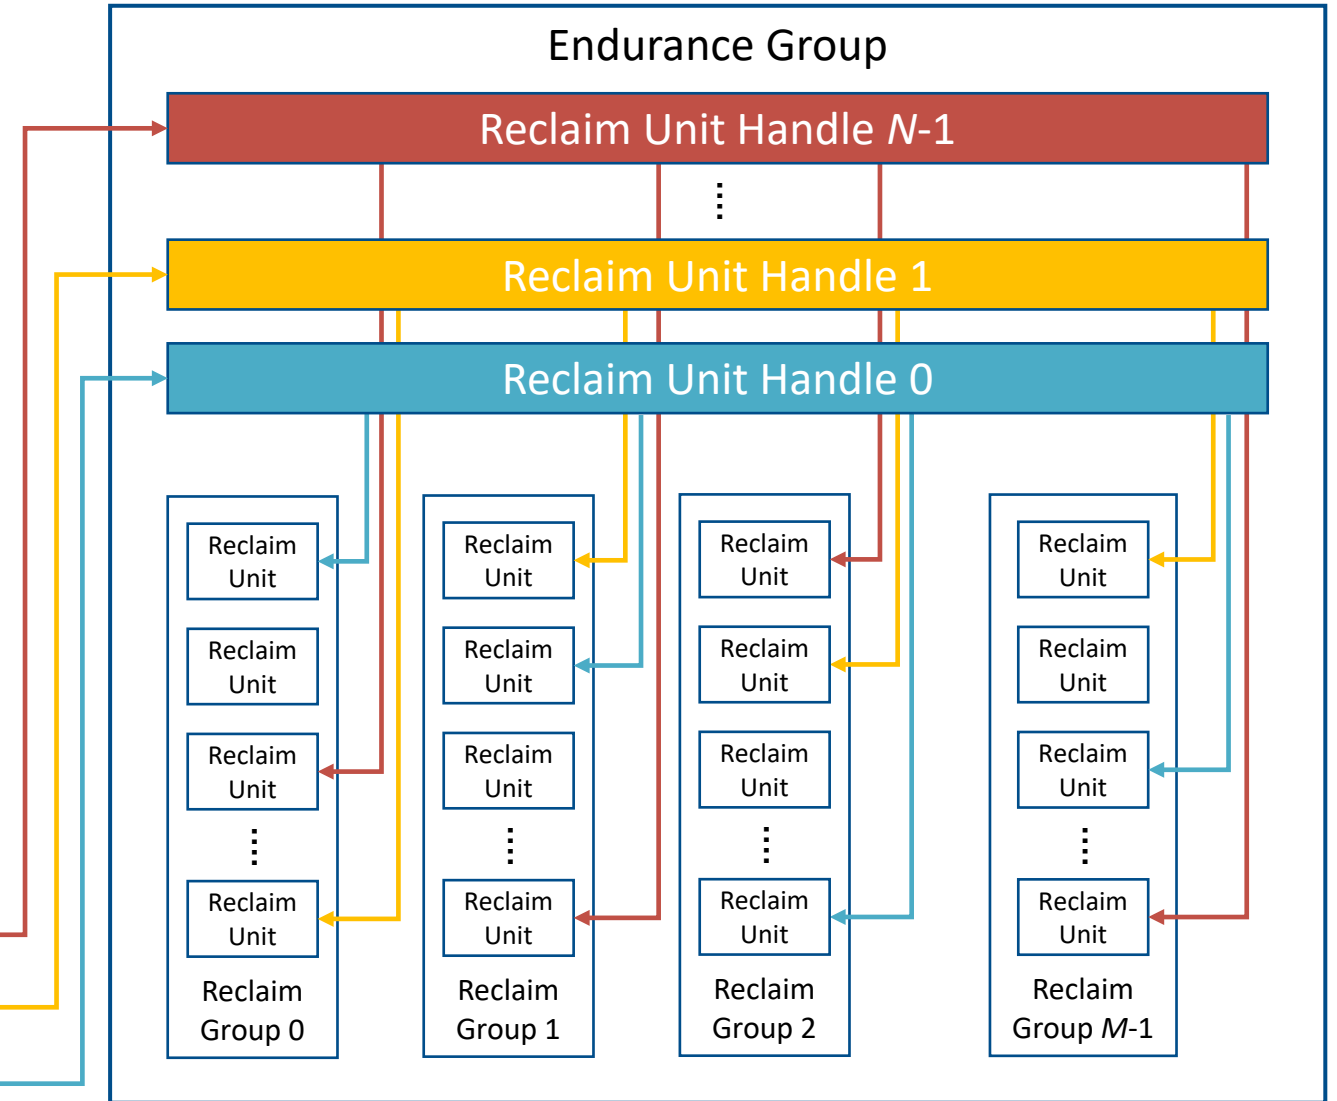 Endurance Group
Reclaim Unit Handle N-1
Reclaim Unit Handle 1
Reclaim Unit Handle 0
Reclaim
Unit
Reclaim
Unit
Reclaim
Unit
Reclaim
Unit
Reclaim
Group 0
Reclaim
Unit
Reclaim
Unit
Reclaim
Unit
Reclaim
Unit
Reclaim
Group 1
Reclaim
Unit
Reclaim
Unit
Reclaim
Unit
Reclaim
Unit
Reclaim
Group 2
Reclaim
Unit
Reclaim
Unit
Reclaim
Unit
Reclaim
Unit
Reclaim
Group M-1